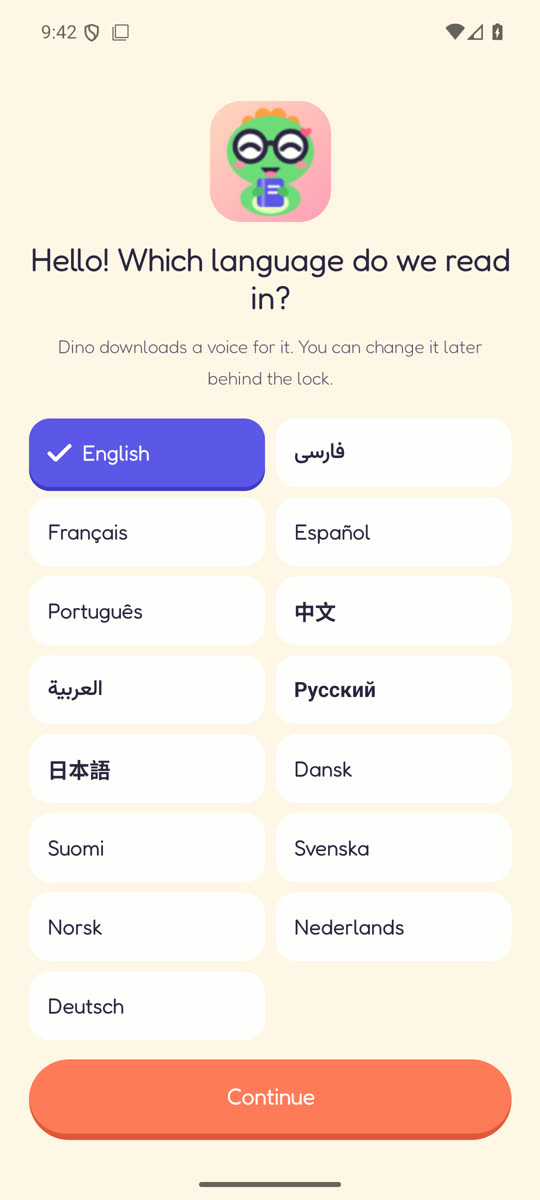 9:42
Hello! Which language do we read
in?
Dino downloads a voice for it. You can change it later
behind the lock.
English
فارسی
Français
Español
Português
中文
العربية
Русский
日本語
Dansk
Suomi
Svenska
Norsk
Nederlands
Deutsch
Continue